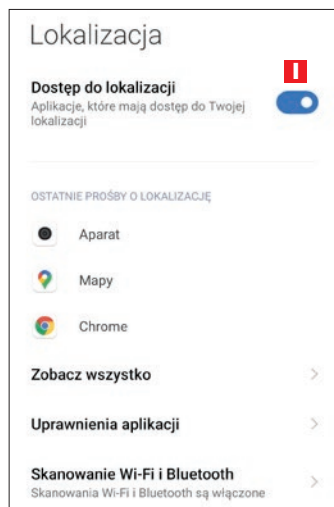 Lokalizacja
I
Dostęp do lokalizacji
Aplikacje, które mają dostęp do Twojej
lokalizacji
OSTATNIE PROŚBY O LOKALIZACJĘ
Aparat
Mapy
Chrome
Zobacz wszystko
Uprawnienia aplikacji
Skanowanie Wi-Fi i Bluetooth
Skanowania Wi-Fi i Bluetooth są włączone